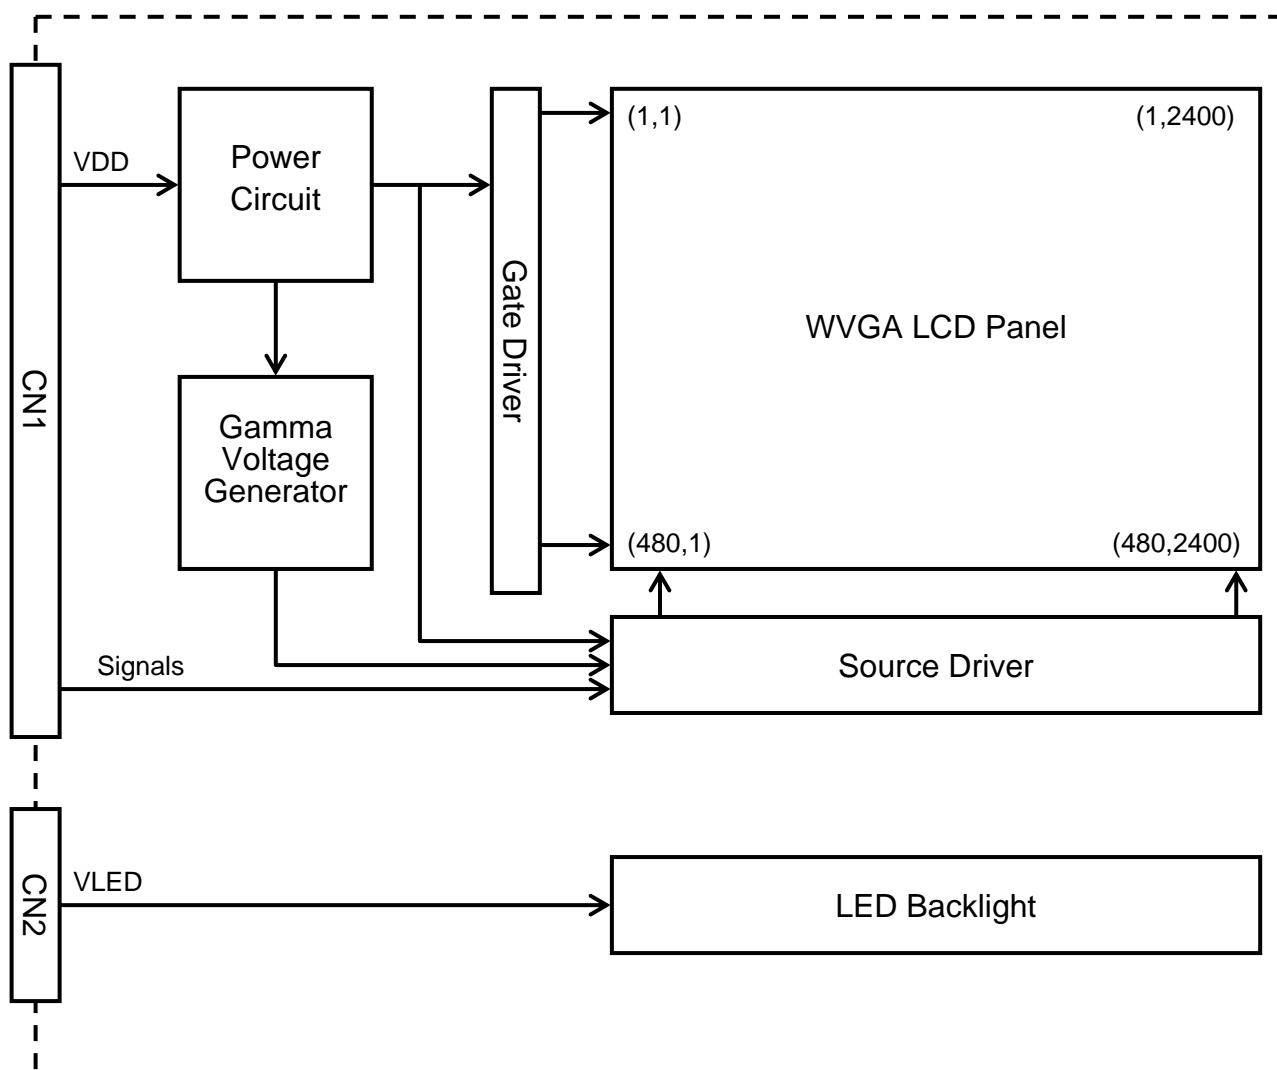 (1,1)
(1,2400)
VDD
Power
Circuit
Gate Driver
WVGA LCD Panel
CN1
Gamma
Voltage
Generator
(480,1)
(480,2400)
Signals
Source Driver
VLED
CN2
LED Backlight